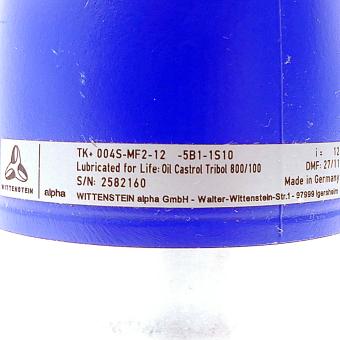 TK+ 004S-MF2-12 -5B1-1S10 i= 12
Lubricated for Life: Oil Castrol Tribol 800/100 DMF: 27/11
S/N: 2582160 Made in Germany
WITTENSTEIN alpha
WITTENSTEIN alpha GmbH - Walter-Wittenstein-Str.1 - 97999 Igersheim